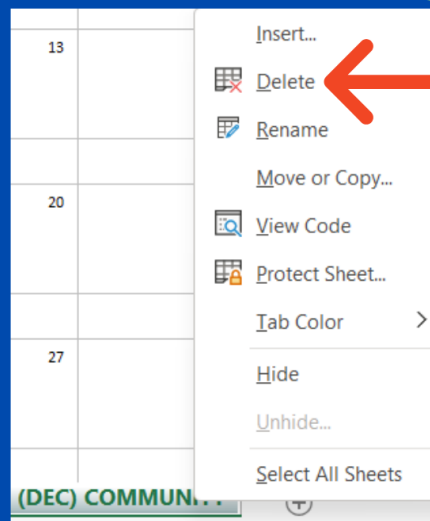 13
20
27
Insert...
Delete
Rename
Move or Copy...
View Code
Protect Sheet...
Tab Color
Hide
Unhide...
Select All Sheets
(DEC)